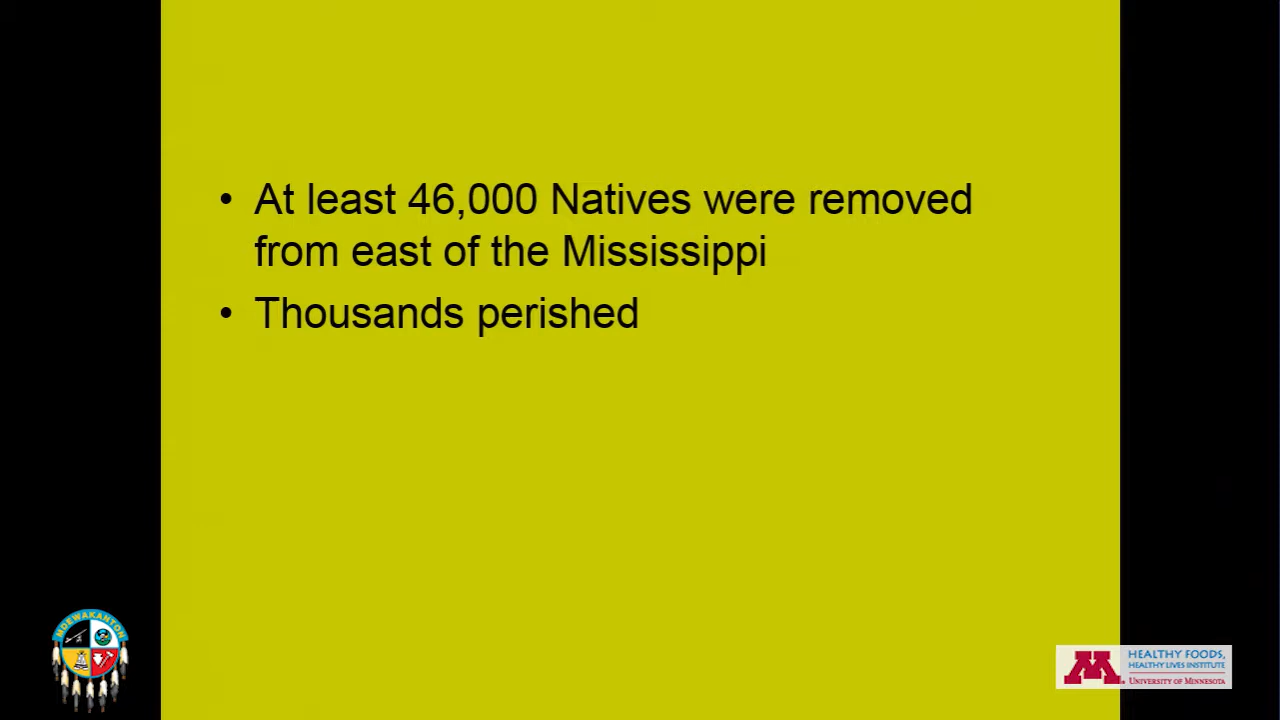 • At least 46,000 Natives were removed
from east of the Mississippi
• Thousands perished
MDEWAKANTON
M
HEALTHY FOODS,
HEALTHY LIVES INSTITUTE
UNIVERSITY OF MINNESOTA